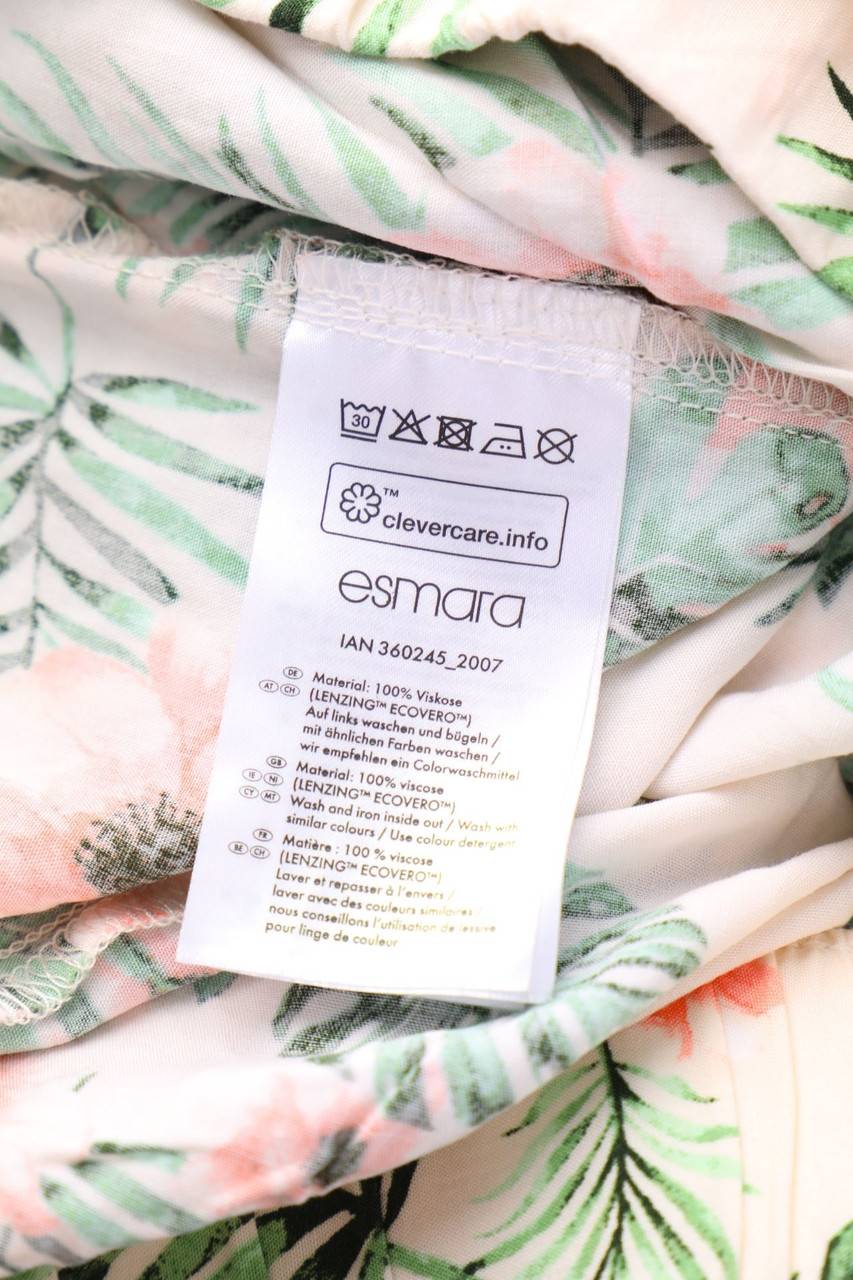 30
™
clevercare.info
esmara
IAN 360245_2007
DE AT CH Material: 100% Viskose
(LENZING™ ECOVERO™)
Auf links waschen und bügeln /
mit ähnlichen Farben waschen /
wir empfehlen ein Colorwaschmittel
GB IE NI CY MT Material: 100% viscose
(LENZING™ ECOVERO™)
Wash and iron inside out / Wash with
similar colours / Use colour detergent
FR BE CH Matière : 100 % viscose
(LENZING™ ECOVERO™)
Laver et repasser à l'envers /
laver avec des couleurs similaires /
nous conseillons l'utilisation de lessive
pour linge de couleur